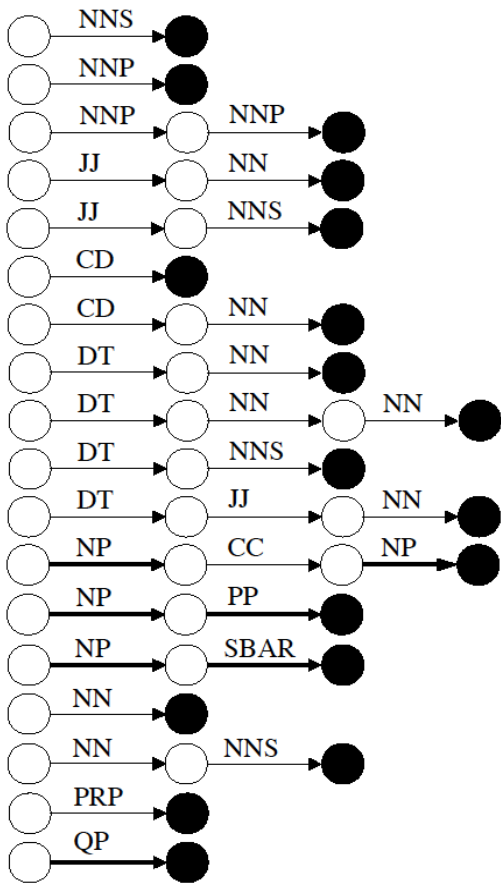 NNS
NNP
NNP NNP
JJ NN
JJ NNS
CD
CD NN
DT NN
DT NN NN
DT NNS
DT JJ NN
NP CC NP
NP PP
NP SBAR
NN
NN NNS
PRP
QP